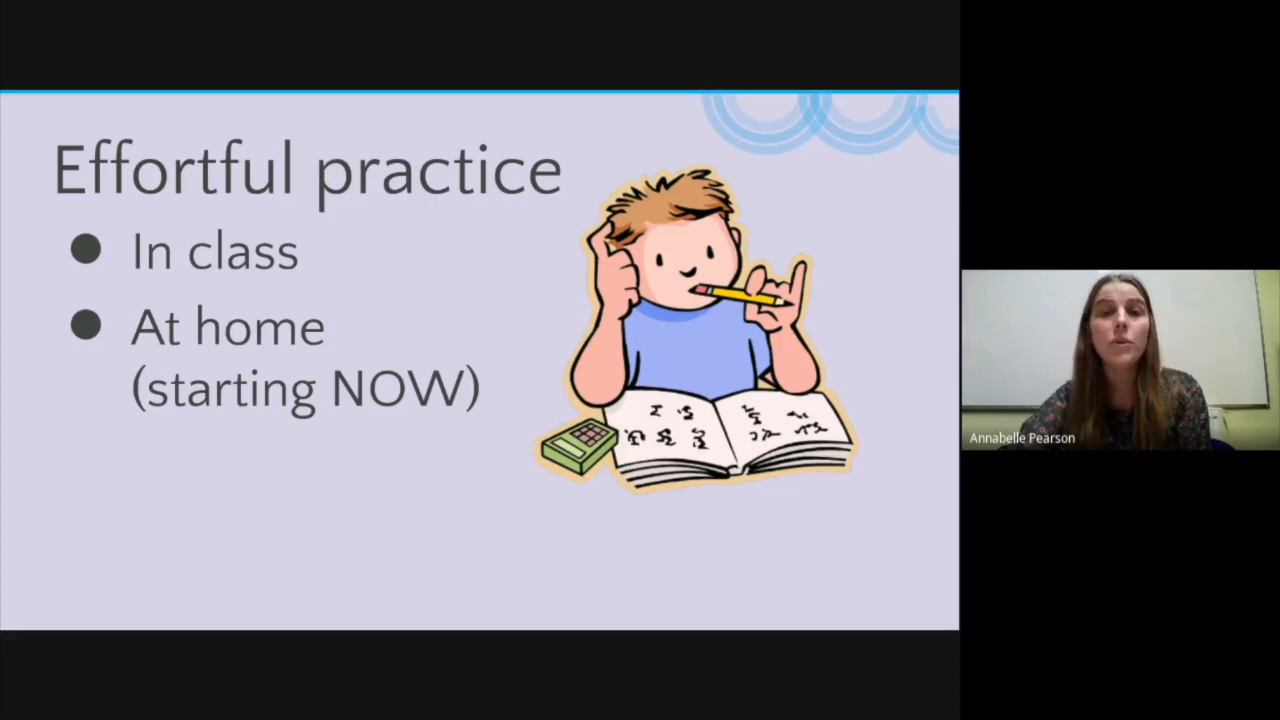 Effortful practice
In class
At home
(starting NOW)
Annabelle Pearson